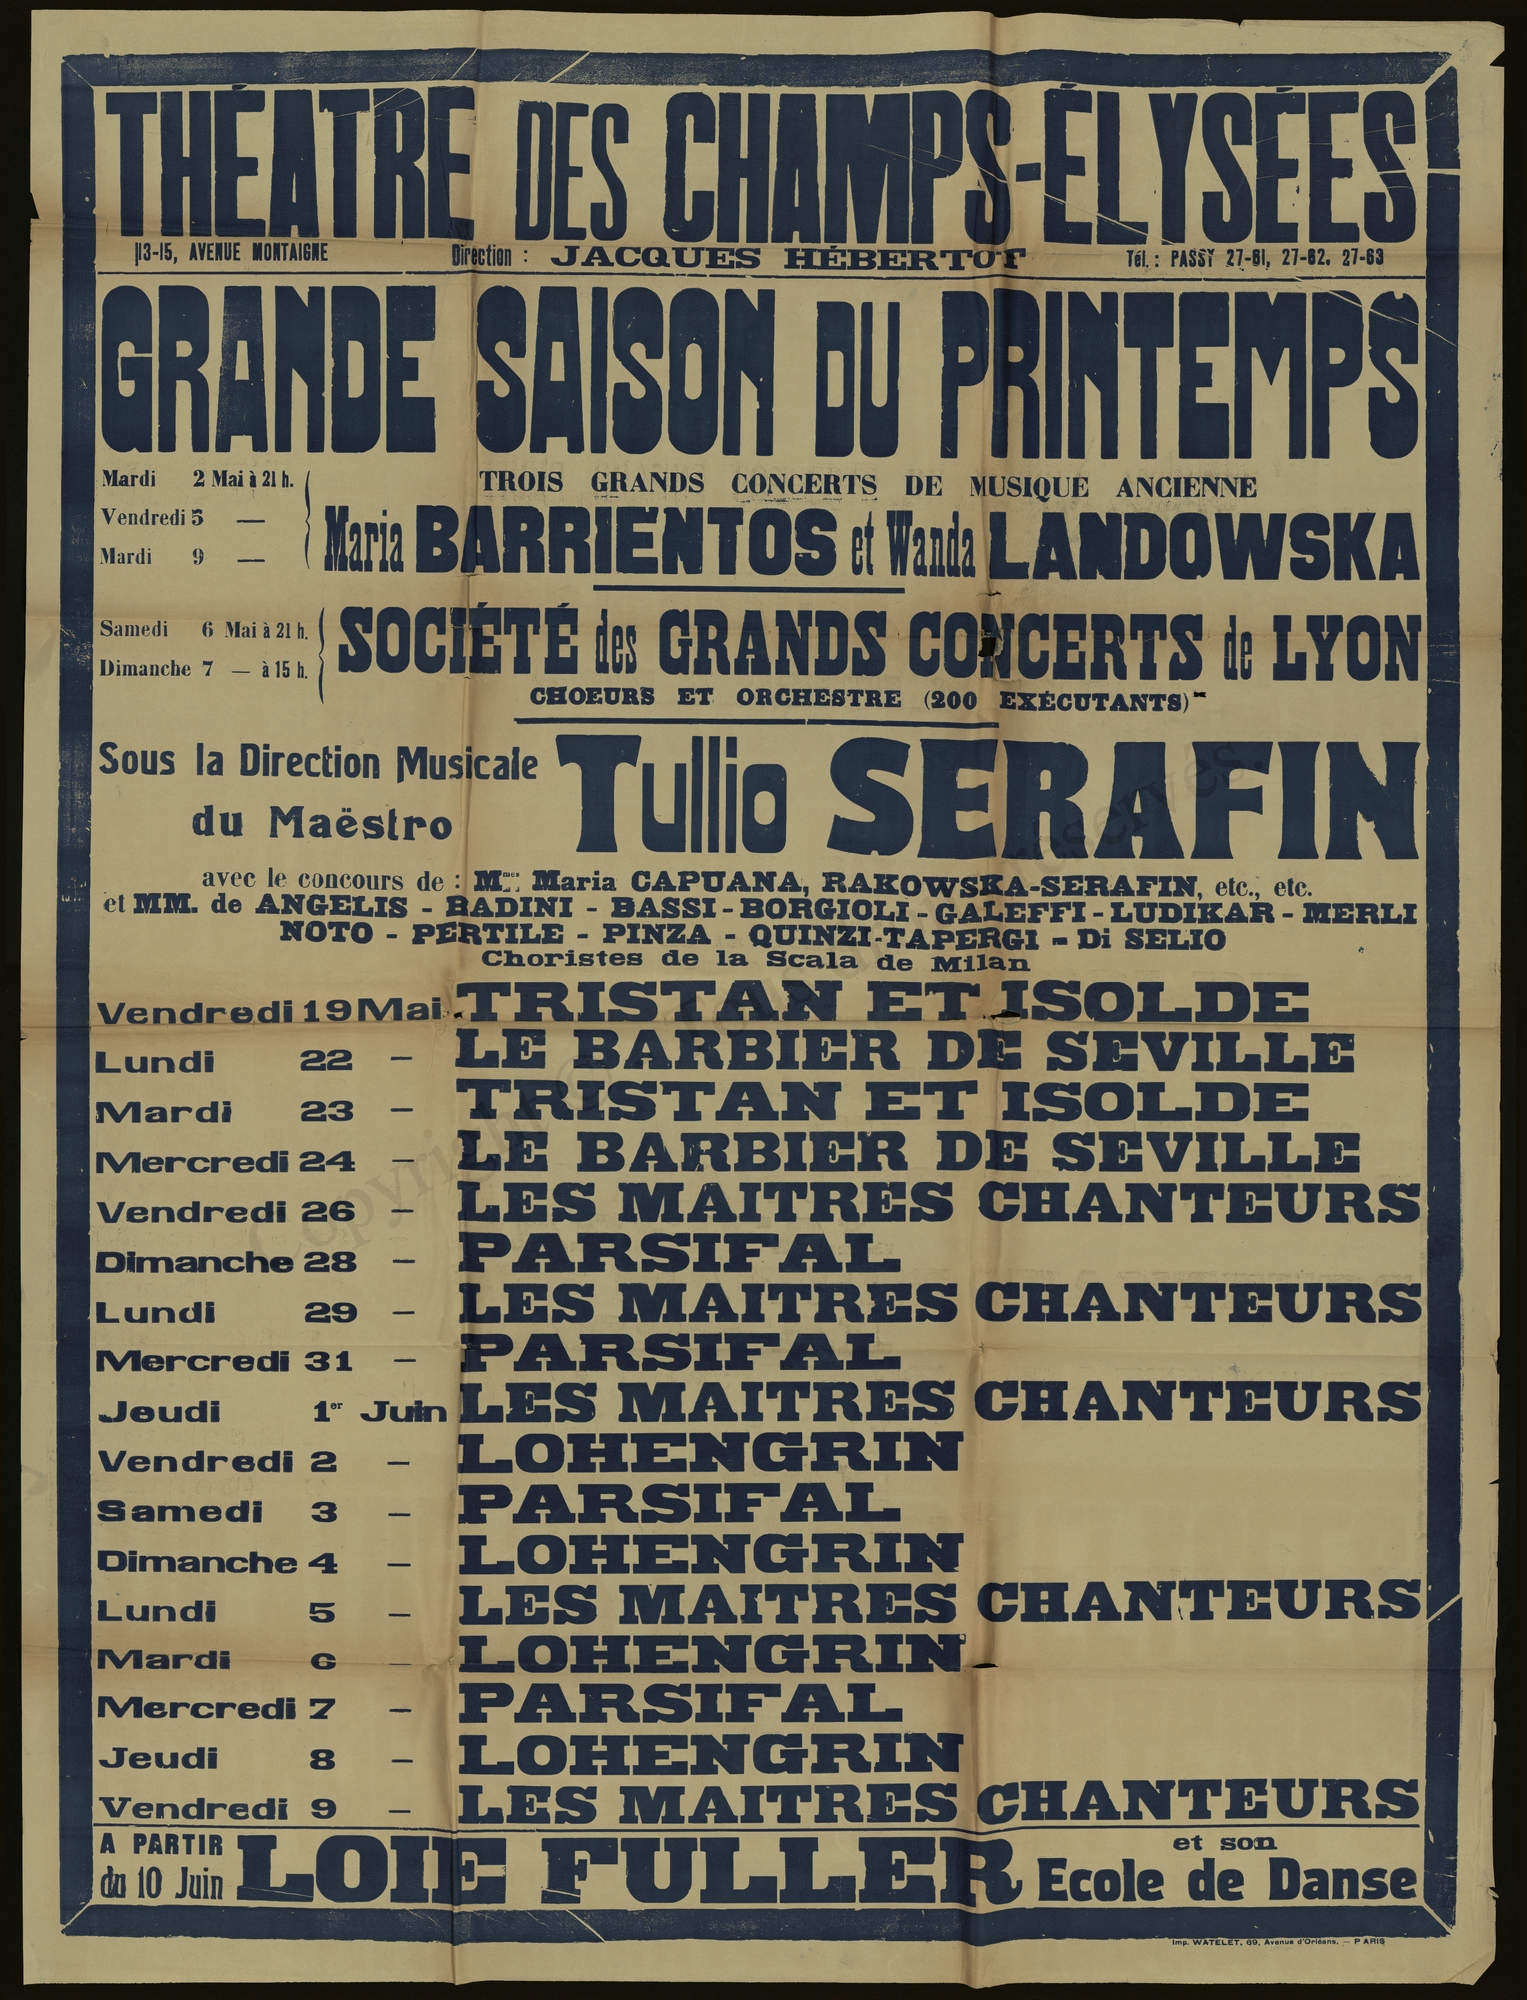 THÉATRE DES CHAMPS-ÉLYSÉES
13-15, AVENUE MONTAIGNE Direction : JACQUES HÉBERTOT Tél. : PASSY 27-61, 27-62. 27-63
GRANDE SAISON DU PRINTEMPS
Mardi 2 Mai à 21 h. TROIS GRANDS CONCERTS DE MUSIQUE ANCIENNE
Vendredi 5 —
Mardi 9 — Maria BARRIENTOS et Wanda LANDOWSKA
Samedi 6 Mai à 21 h.
Dimanche 7 — à 15 h. SOCIÉTÉ des GRANDS CONCERTS de LYON
CHOEURS ET ORCHESTRE (200 EXÉCUTANTS)
Sous la Direction Musicale
du Maëstro Tullio SERAFIN
avec le concours de : Mmes Maria CAPUANA, RAKOWSKA-SERAFIN, etc., etc.
et MM. de ANGELIS - BADINI - BASSI - BORGIOLI - GALEFFI - LUDIKAR - MERLI
NOTO - PERTILE - PINZA - QUINZI-TAPERGI - Di SELIO
Choristes de la Scala de Milan
Vendredi 19 Mai TRISTAN ET ISOLDE
Lundi 22 — LE BARBIER DE SEVILLE
Mardi 23 — TRISTAN ET ISOLDE
Mercredi 24 — LE BARBIER DE SEVILLE
Vendredi 26 — LES MAITRES CHANTEURS
Dimanche 28 — PARSIFAL
Lundi 29 — LES MAITRES CHANTEURS
Mercredi 31 — PARSIFAL
Jeudi 1er Juin LES MAITRES CHANTEURS
Vendredi 2 — LOHENGRIN
Samedi 3 — PARSIFAL
Dimanche 4 — LOHENGRIN
Lundi 5 — LES MAITRES CHANTEURS
Mardi 6 — LOHENGRIN
Mercredi 7 — PARSIFAL
Jeudi 8 — LOHENGRIN
Vendredi 9 — LES MAITRES CHANTEURS
A PARTIR
du 10 Juin LOIE FULLER et son
Ecole de Danse
Imp. WATELET, 69, Avenue d'Orléans. — PARIS
Copyright © Tous droits réservés.